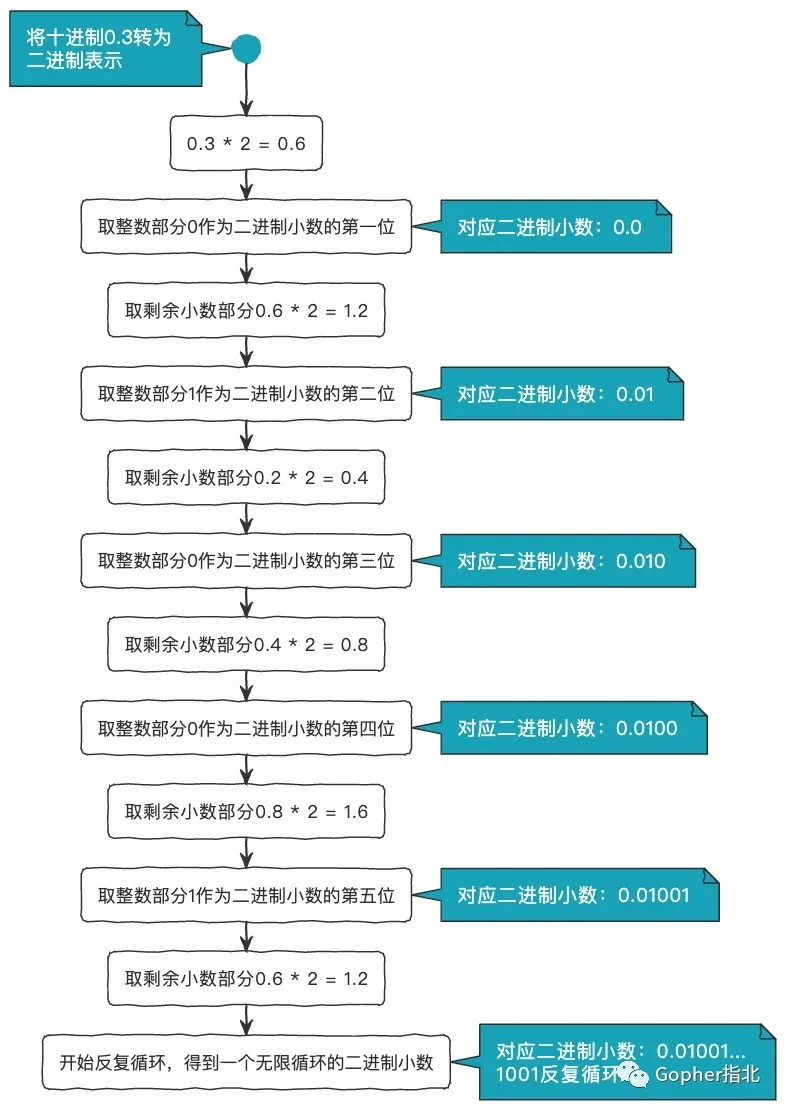 将十进制0.3转为
二进制表示
0.3 * 2 = 0.6
取整数部分0作为二进制小数的第一位
对应二进制小数：0.0
取剩余小数部分0.6 * 2 = 1.2
取整数部分1作为二进制小数的第二位
对应二进制小数：0.01
取剩余小数部分0.2 * 2 = 0.4
取整数部分0作为二进制小数的第三位
对应二进制小数：0.010
取剩余小数部分0.4 * 2 = 0.8
取整数部分0作为二进制小数的第四位
对应二进制小数：0.0100
取剩余小数部分0.8 * 2 = 1.6
取整数部分1作为二进制小数的第五位
对应二进制小数：0.01001
取剩余小数部分0.6 * 2 = 1.2
开始反复循环，得到一个无限循环的二进制小数
对应二进制小数：0.01001...
1001反复循环
Gopher指北